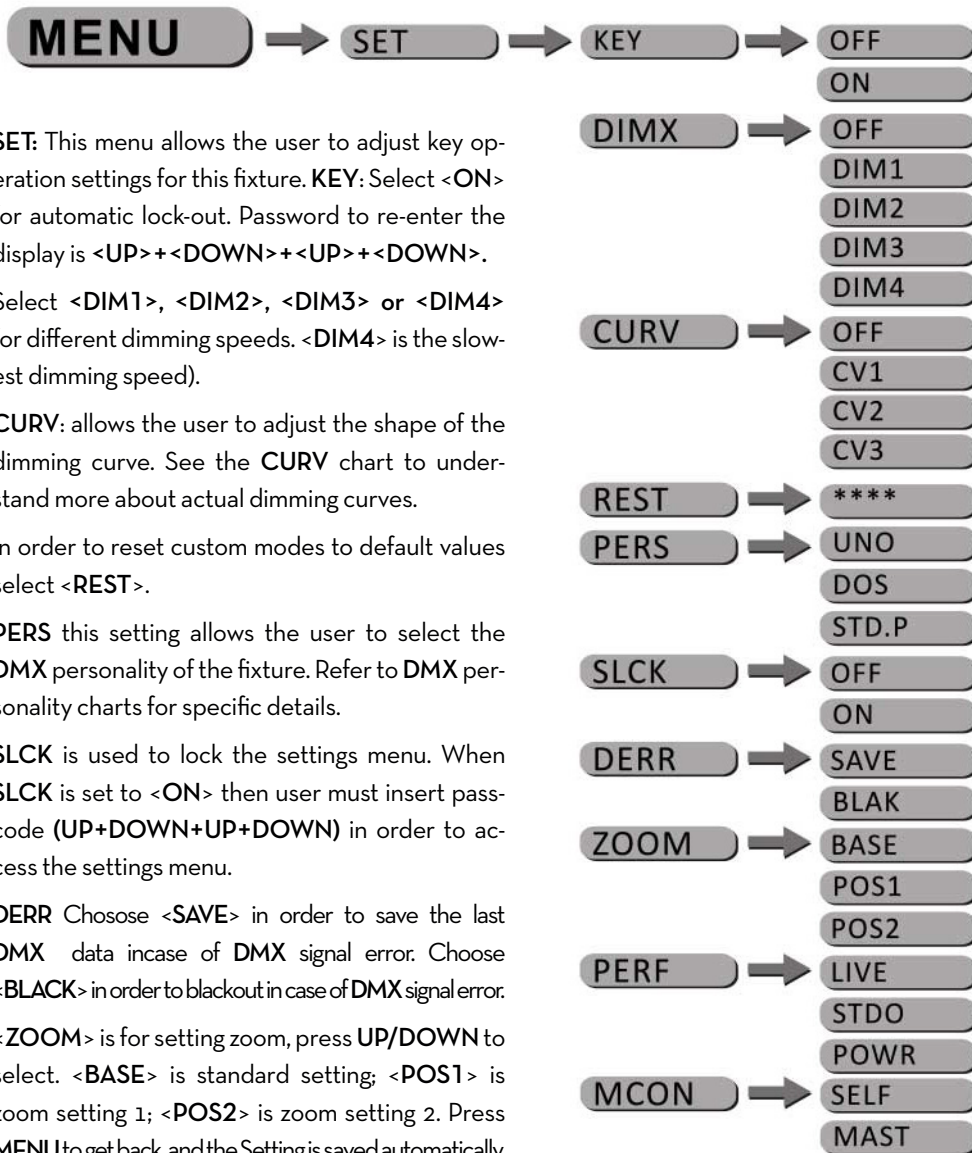 MENU SET KEY OFF
ON
SET: This menu allows the user to adjust key op-
eration settings for this fixture. KEY: Select <ON>
for automatic lock-out. Password to re-enter the
display is <UP>+<DOWN>+<UP>+<DOWN>.
Select <DIM1>, <DIM2>, <DIM3> or <DIM4>
for different dimming speeds. <DIM4> is the slow-
est dimming speed).
CURV: allows the user to adjust the shape of the
dimming curve. See the CURV chart to under-
stand more about actual dimming curves.
In order to reset custom modes to default values
select <REST>.
PERS this setting allows the user to select the
DMX personality of the fixture. Refer to DMX per-
sonality charts for specific details.
SLCK is used to lock the settings menu. When
SLCK is set to <ON> then user must insert pass-
code (UP+DOWN+UP+DOWN) in order to ac-
cess the settings menu.
DERR Chosose <SAVE> in order to save the last
DMX data incase of DMX signal error. Choose
<BLACK> in order to blackout in case of DMX signal error.
<ZOOM> is for setting zoom, press UP/DOWN to
select. <BASE> is standard setting; <POS1> is
zoom setting 1; <POS2> is zoom setting 2. Press
MENU to get back, and the Setting is saved automatically
DIMX OFF
DIM1
DIM2
DIM3
DIM4
CURV OFF
CV1
CV2
CV3
REST ****
PERS UNO
DOS
STD.P
SLCK OFF
ON
DERR SAVE
BLAK
ZOOM BASE
POS1
POS2
PERF LIVE
STDO
POWR
MCON SELF
MAST